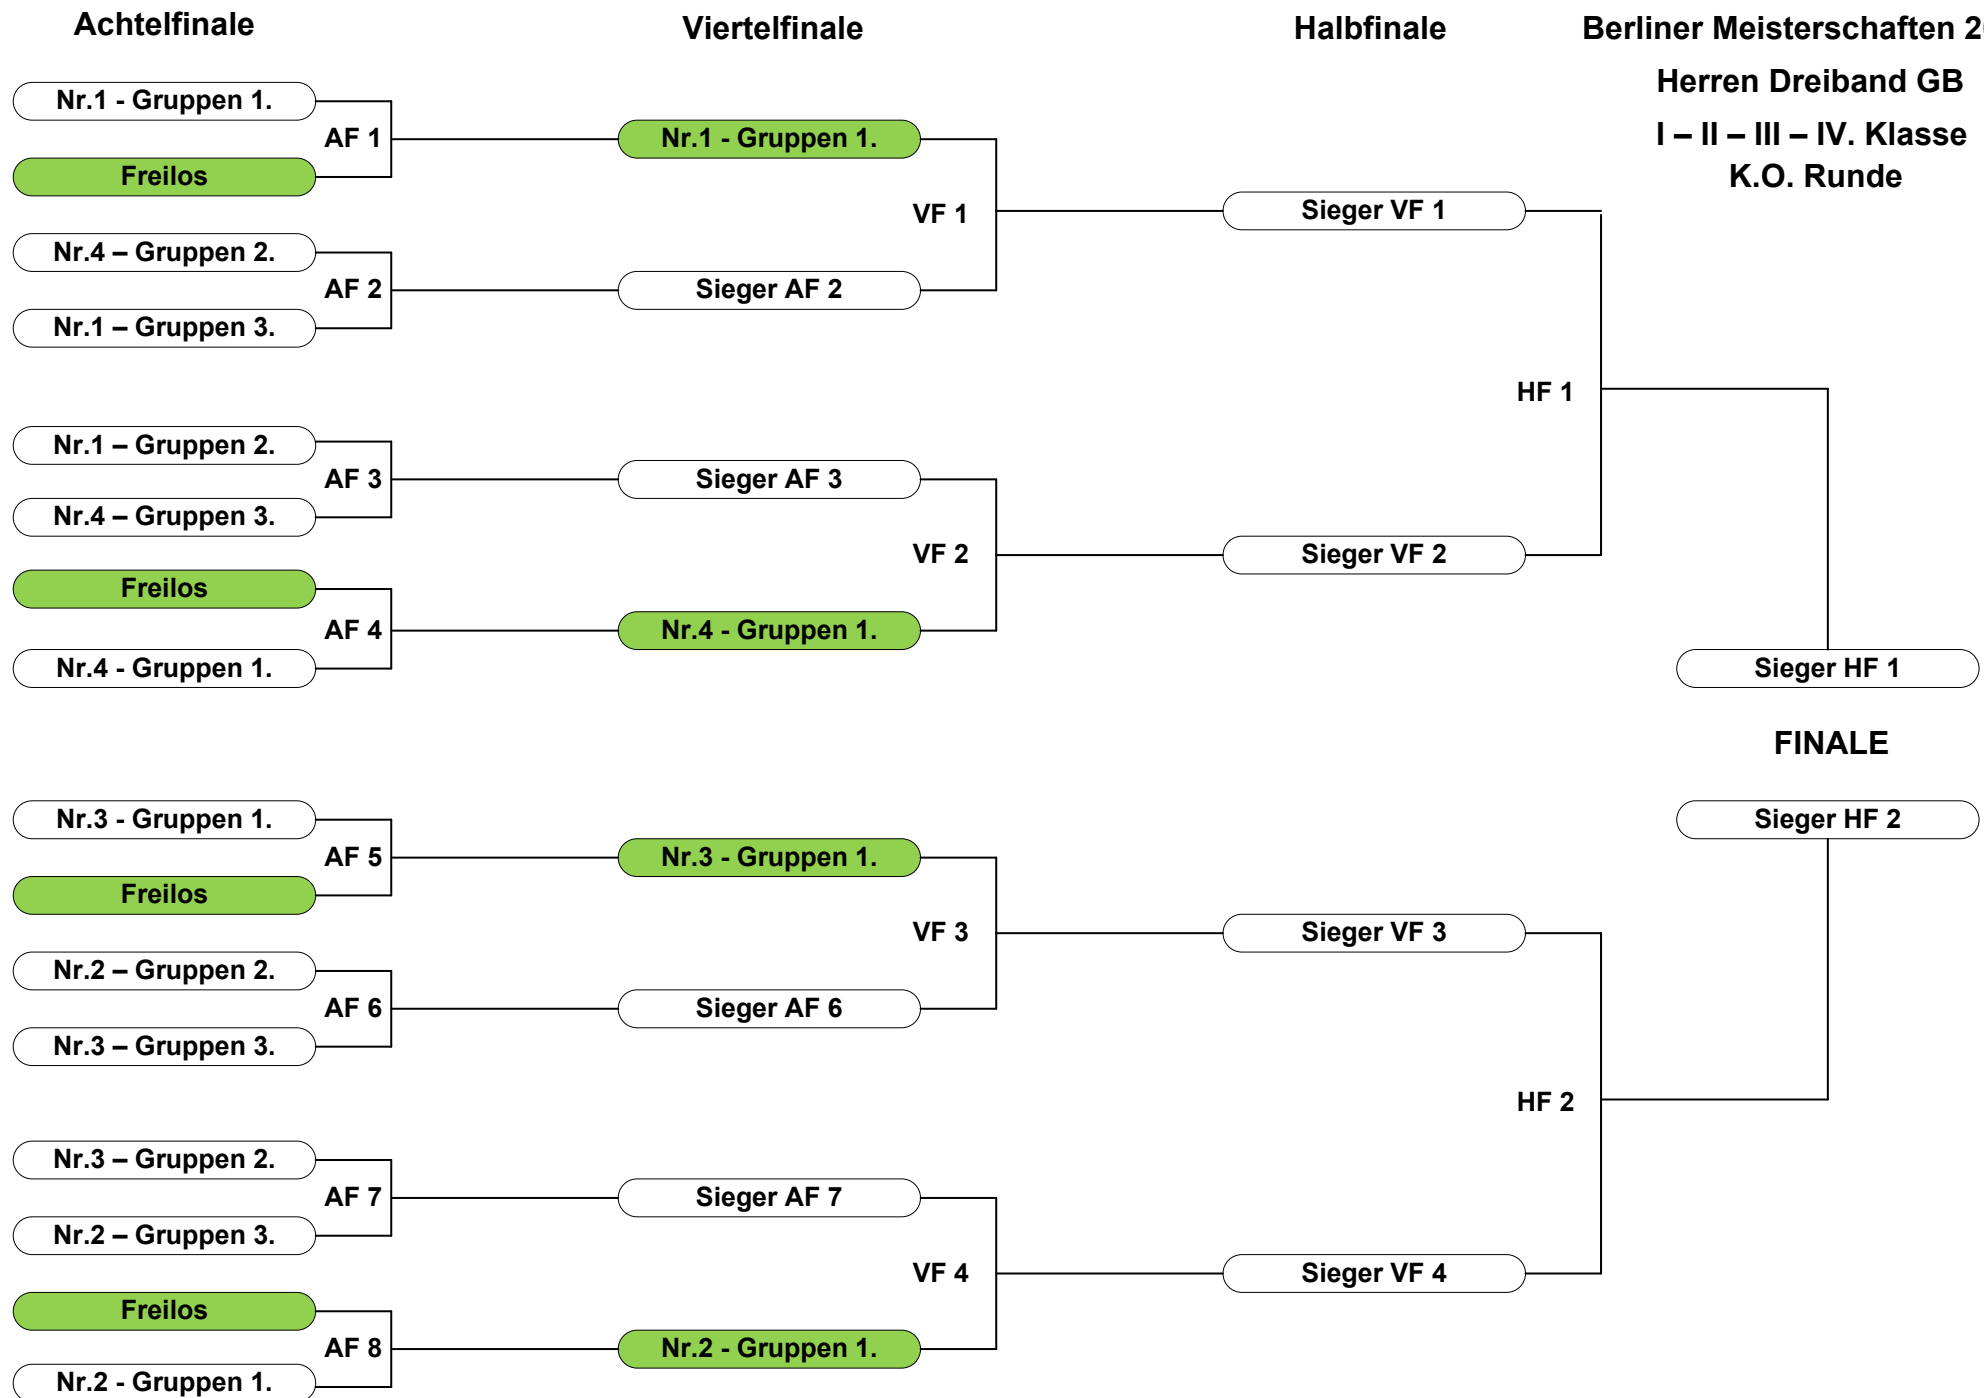 Achtelfinale
Viertelfinale
Halbfinale
Berliner Meisterschaften
Herren Dreiband GB
I – II – III – IV. Klasse
K.O. Runde
Nr.1 - Gruppen 1.
AF 1
Freilos
Nr.4 – Gruppen 2.
AF 2
Nr.1 – Gruppen 3.
Nr.1 – Gruppen 2.
AF 3
Nr.4 – Gruppen 3.
Freilos
AF 4
Nr.4 - Gruppen 1.
Nr.3 - Gruppen 1.
AF 5
Freilos
Nr.2 – Gruppen 2.
AF 6
Nr.3 – Gruppen 3.
Nr.3 – Gruppen 2.
AF 7
Nr.2 – Gruppen 3.
Freilos
AF 8
Nr.2 - Gruppen 1.
Nr.1 - Gruppen 1.
VF 1
Sieger AF 2
Sieger AF 3
VF 2
Nr.4 - Gruppen 1.
Nr.3 - Gruppen 1.
VF 3
Sieger AF 6
Sieger AF 7
VF 4
Nr.2 - Gruppen 1.
Sieger VF 1
HF 1
Sieger VF 2
Sieger VF 3
HF 2
Sieger VF 4
Sieger HF 1
FINALE
Sieger HF 2